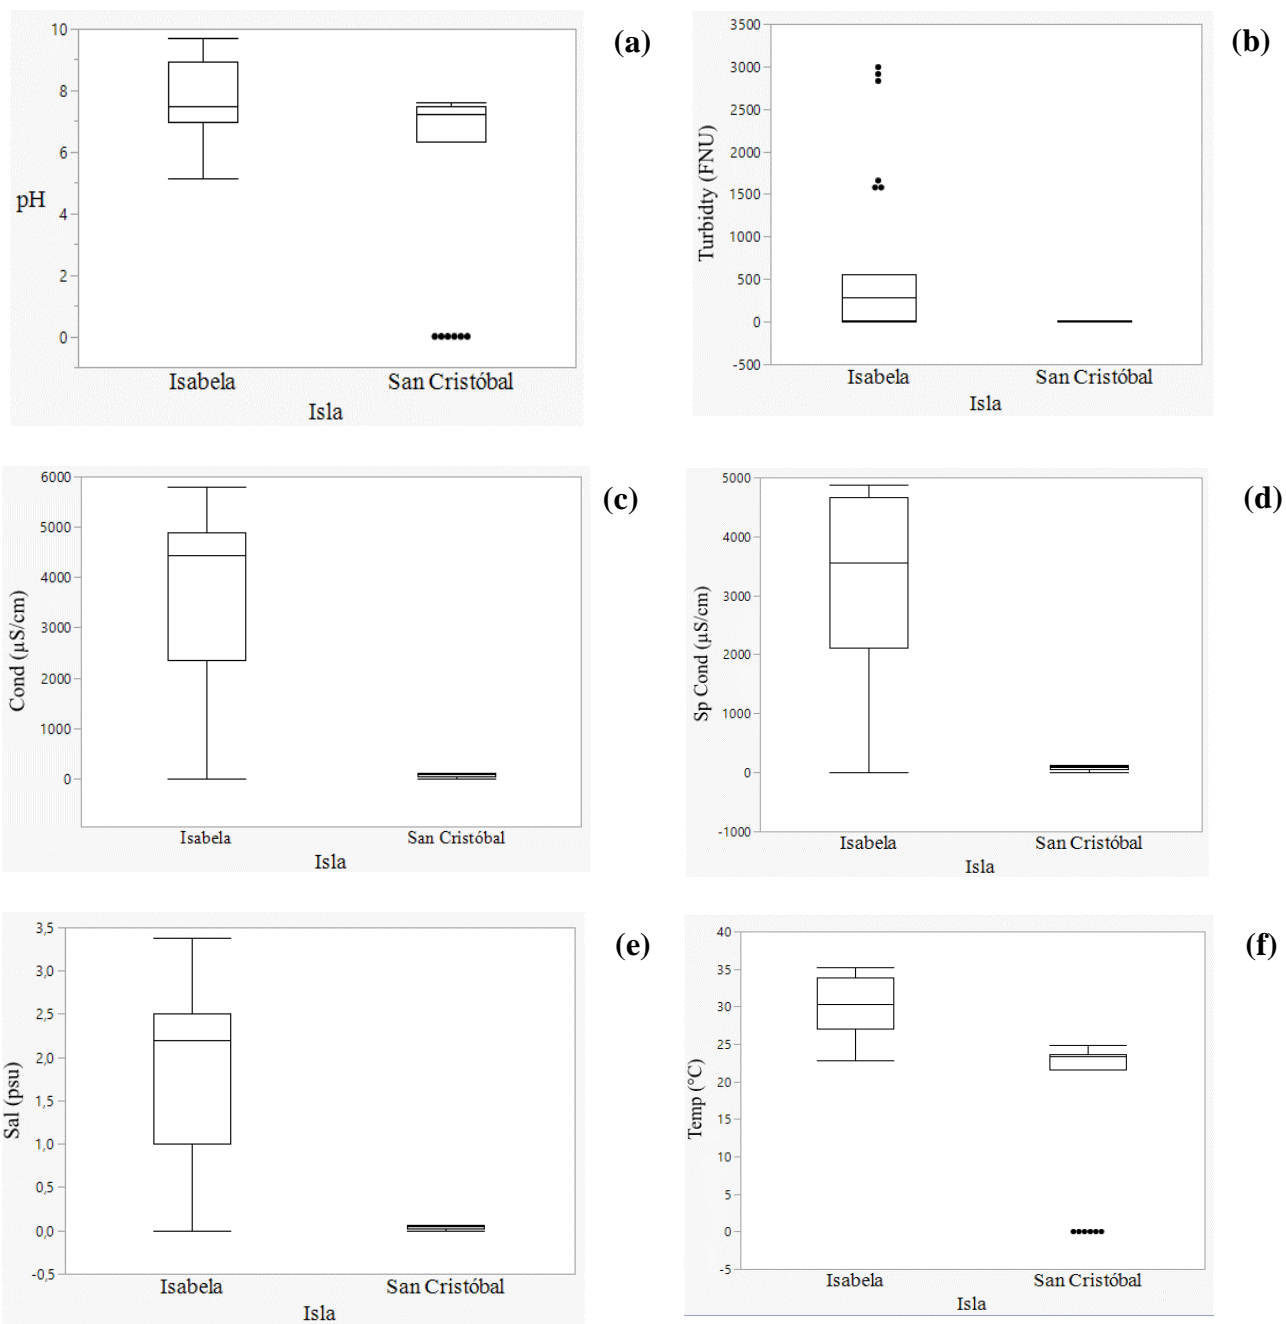 (a)
pH
10
8
6
4
2
0
Isabela San Cristóbal
Isla
(b)
Turbidty (FNU)
3500
3000
2500
2000
1500
1000
500
0
-500
Isabela San Cristóbal
Isla
(c)
Cond (µS/cm)
6000
5000
4000
3000
2000
1000
0
Isabela San Cristóbal
Isla
(d)
Sp Cond (µS/cm)
5000
4000
3000
2000
1000
0
-1000
Isabela San Cristóbal
Isla
(e)
Sal (psu)
3,5
3,0
2,5
2,0
1,5
1,0
0,5
0,0
-0,5
Isabela San Cristóbal
Isla
(f)
Temp (°C)
40
35
30
25
20
15
10
5
0
-5
Isabela San Cristóbal
Isla